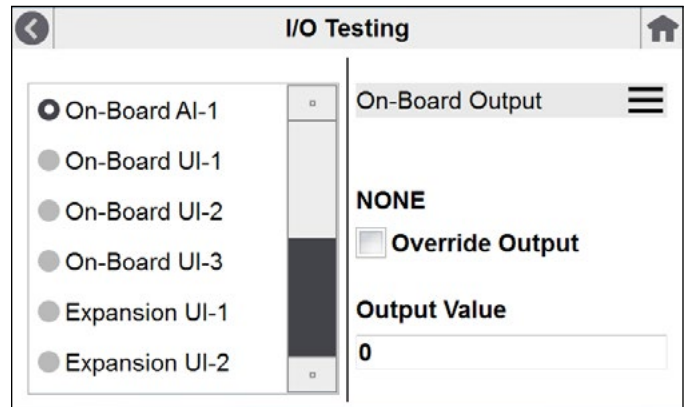 I/O Testing
On-Board AI-1
On-Board UI-1
On-Board UI-2
On-Board UI-3
Expansion UI-1
Expansion UI-2
On-Board Output
NONE
Override Output
Output Value
0